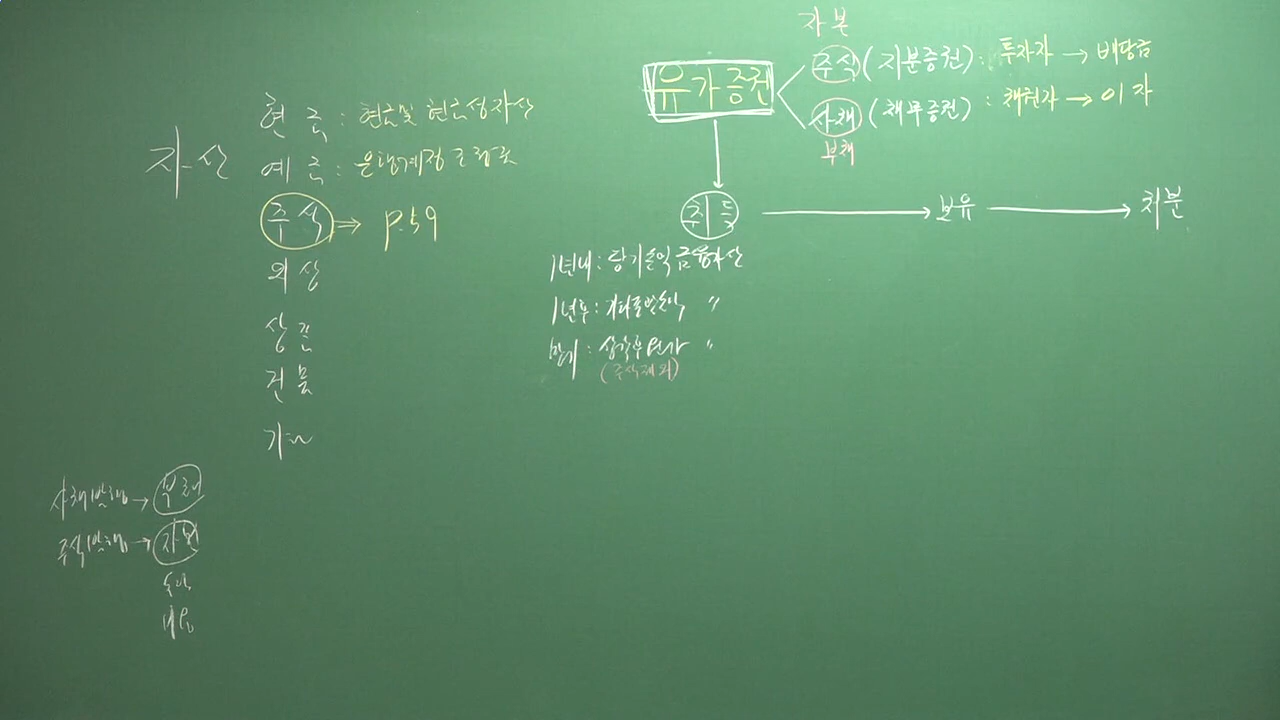 자산
현금 : 현금및 현금성자산
예금 : 은행계정조정표
주식 → p.59
외상
상품
건물
기~
사채(발행) → 부채
주식(발행) → 자본
수익
비용
유가증권
자본
주식 (지분증권) : 투자자 → 배당금
사채 (채무증권) : 채권자 → 이자
부채
취득 → 보유 → 처분
1년내 : 당기손익금융자산
1년후 : 기타포괄손익 〃
만기 : 상각후원가 〃
(주식제외)